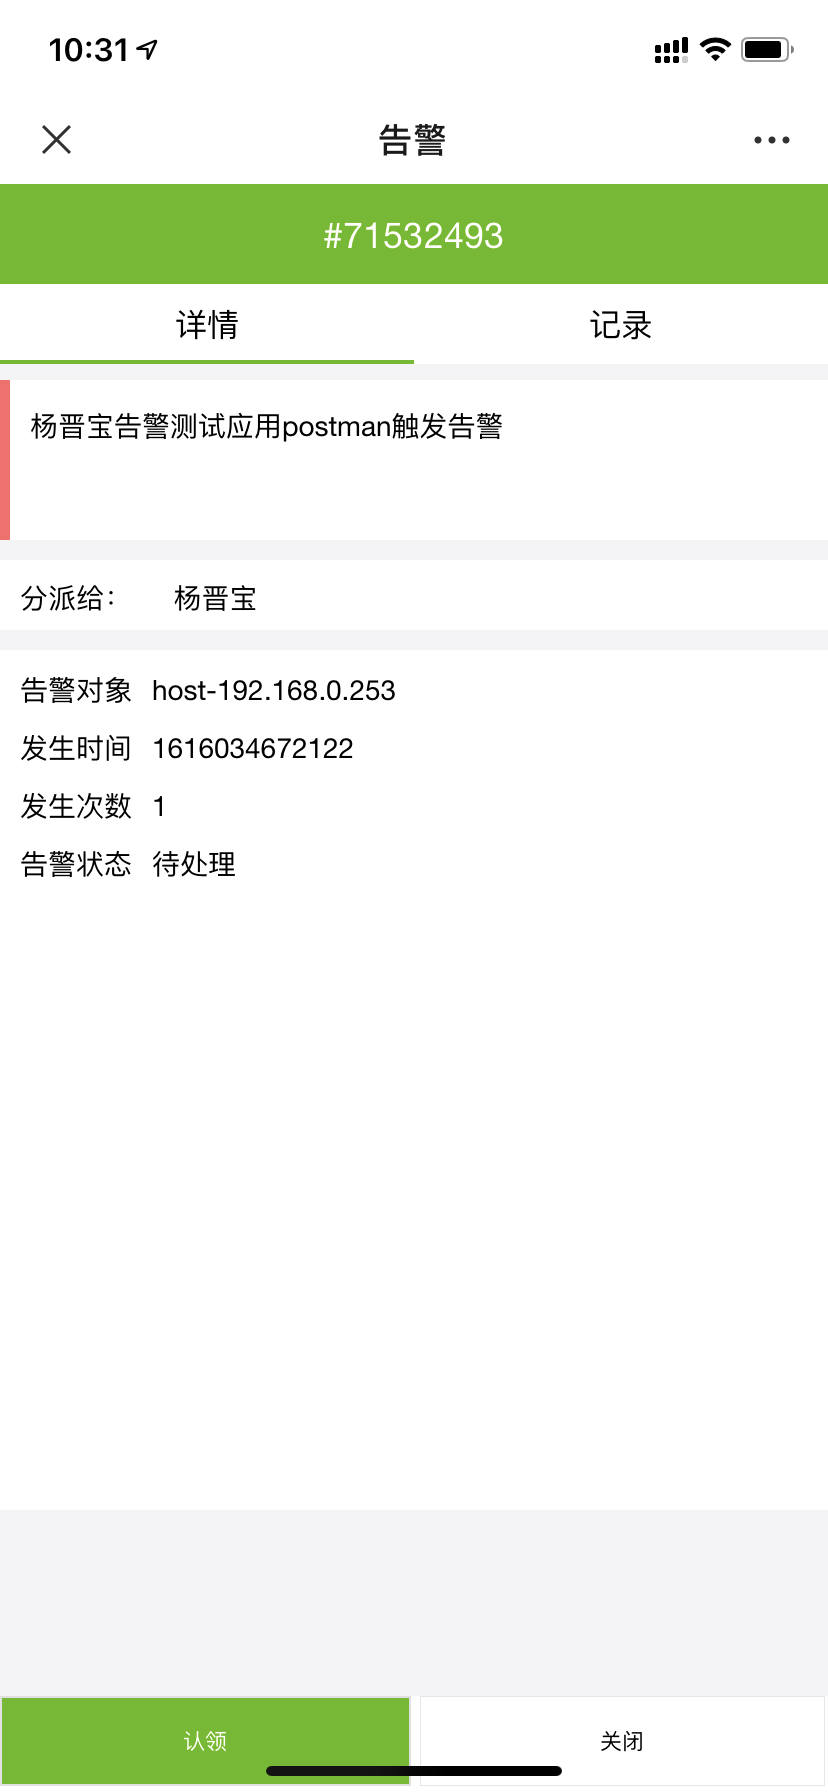 10:31
告警
#71532493
详情 记录
杨晋宝告警测试应用postman触发告警
分派给： 杨晋宝
告警对象 host-192.168.0.253
发生时间 1616034672122
发生次数 1
告警状态 待处理
认领 关闭